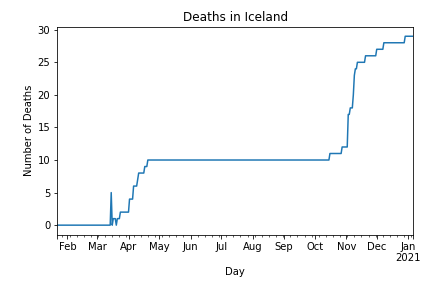 Deaths in Iceland
30
25
20
15
10
5
0
Number of Deaths
Feb Mar Apr May Jun Jul Aug Sep Oct Nov Dec Jan
2021
Day